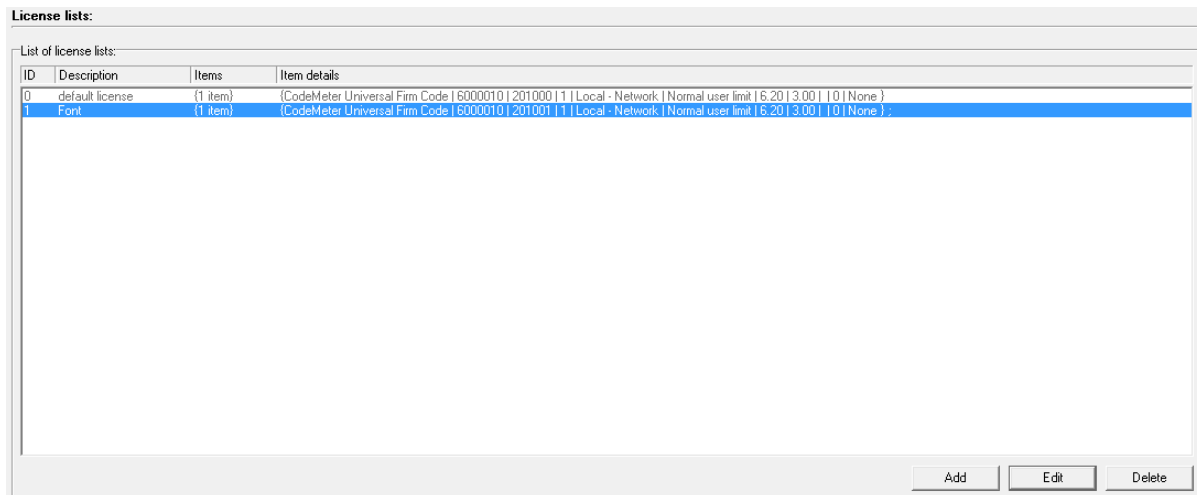 License lists:
List of license lists:
ID Description Items Item details
0 default license {1 item} {CodeMeter Universal Firm Code | 6000010 | 201000 | 1 | Local - Network | Normal user limit | 6.20 | 3.00 | | 0 | None }
1 Font {1 item} {CodeMeter Universal Firm Code | 6000010 | 201001 | 1 | Local - Network | Normal user limit | 6.20 | 3.00 | | 0 | None } ;
Add Edit Delete